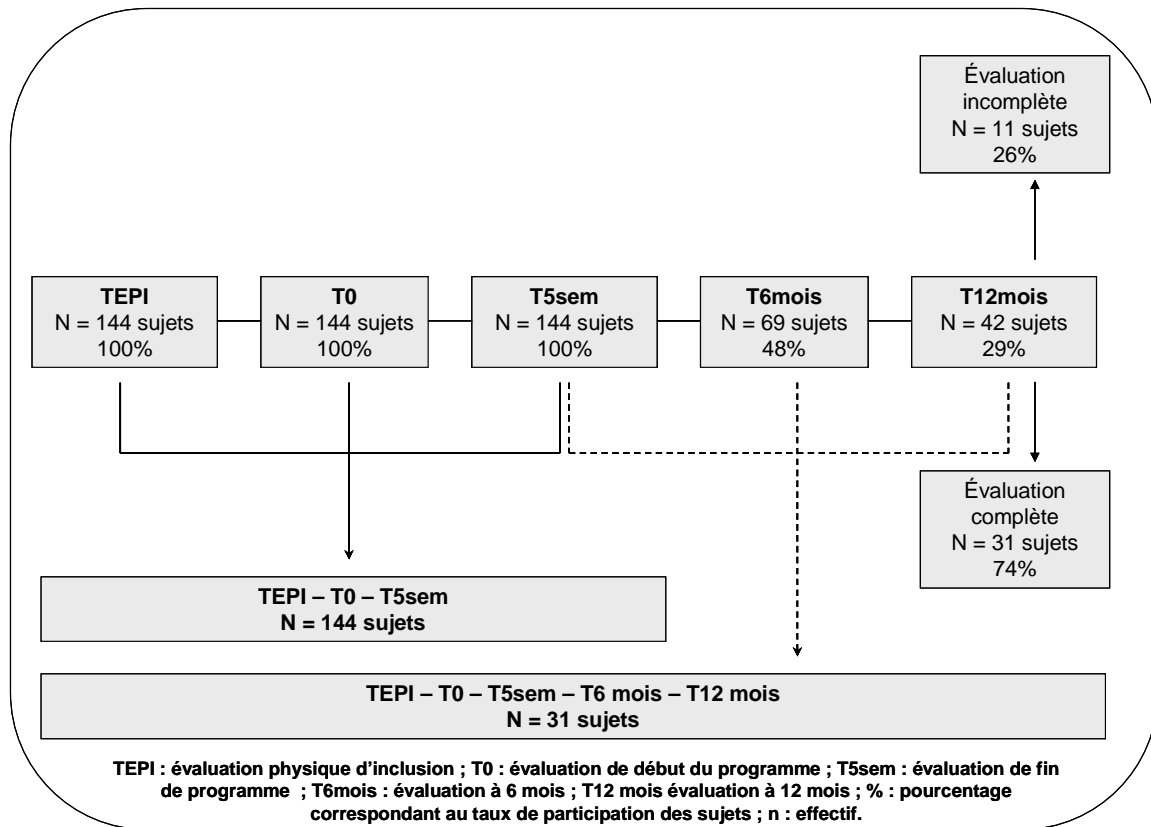 Évaluation
incomplète
N = 11 sujets
26%
TEPI
N = 144 sujets
100%
T0
N = 144 sujets
100%
T5sem
N = 144 sujets
100%
T6mois
N = 69 sujets
48%
T12mois
N = 42 sujets
29%
Évaluation
complète
N = 31 sujets
74%
TEPI – T0 – T5sem
N = 144 sujets
TEPI – T0 – T5sem – T6 mois – T12 mois
N = 31 sujets
TEPI : évaluation physique d'inclusion ; T0 : évaluation de début du programme ; T5sem : évaluation de fin
de programme ; T6mois : évaluation à 6 mois ; T12 mois évaluation à 12 mois ; % : pourcentage
correspondant au taux de participation des sujets ; n : effectif.